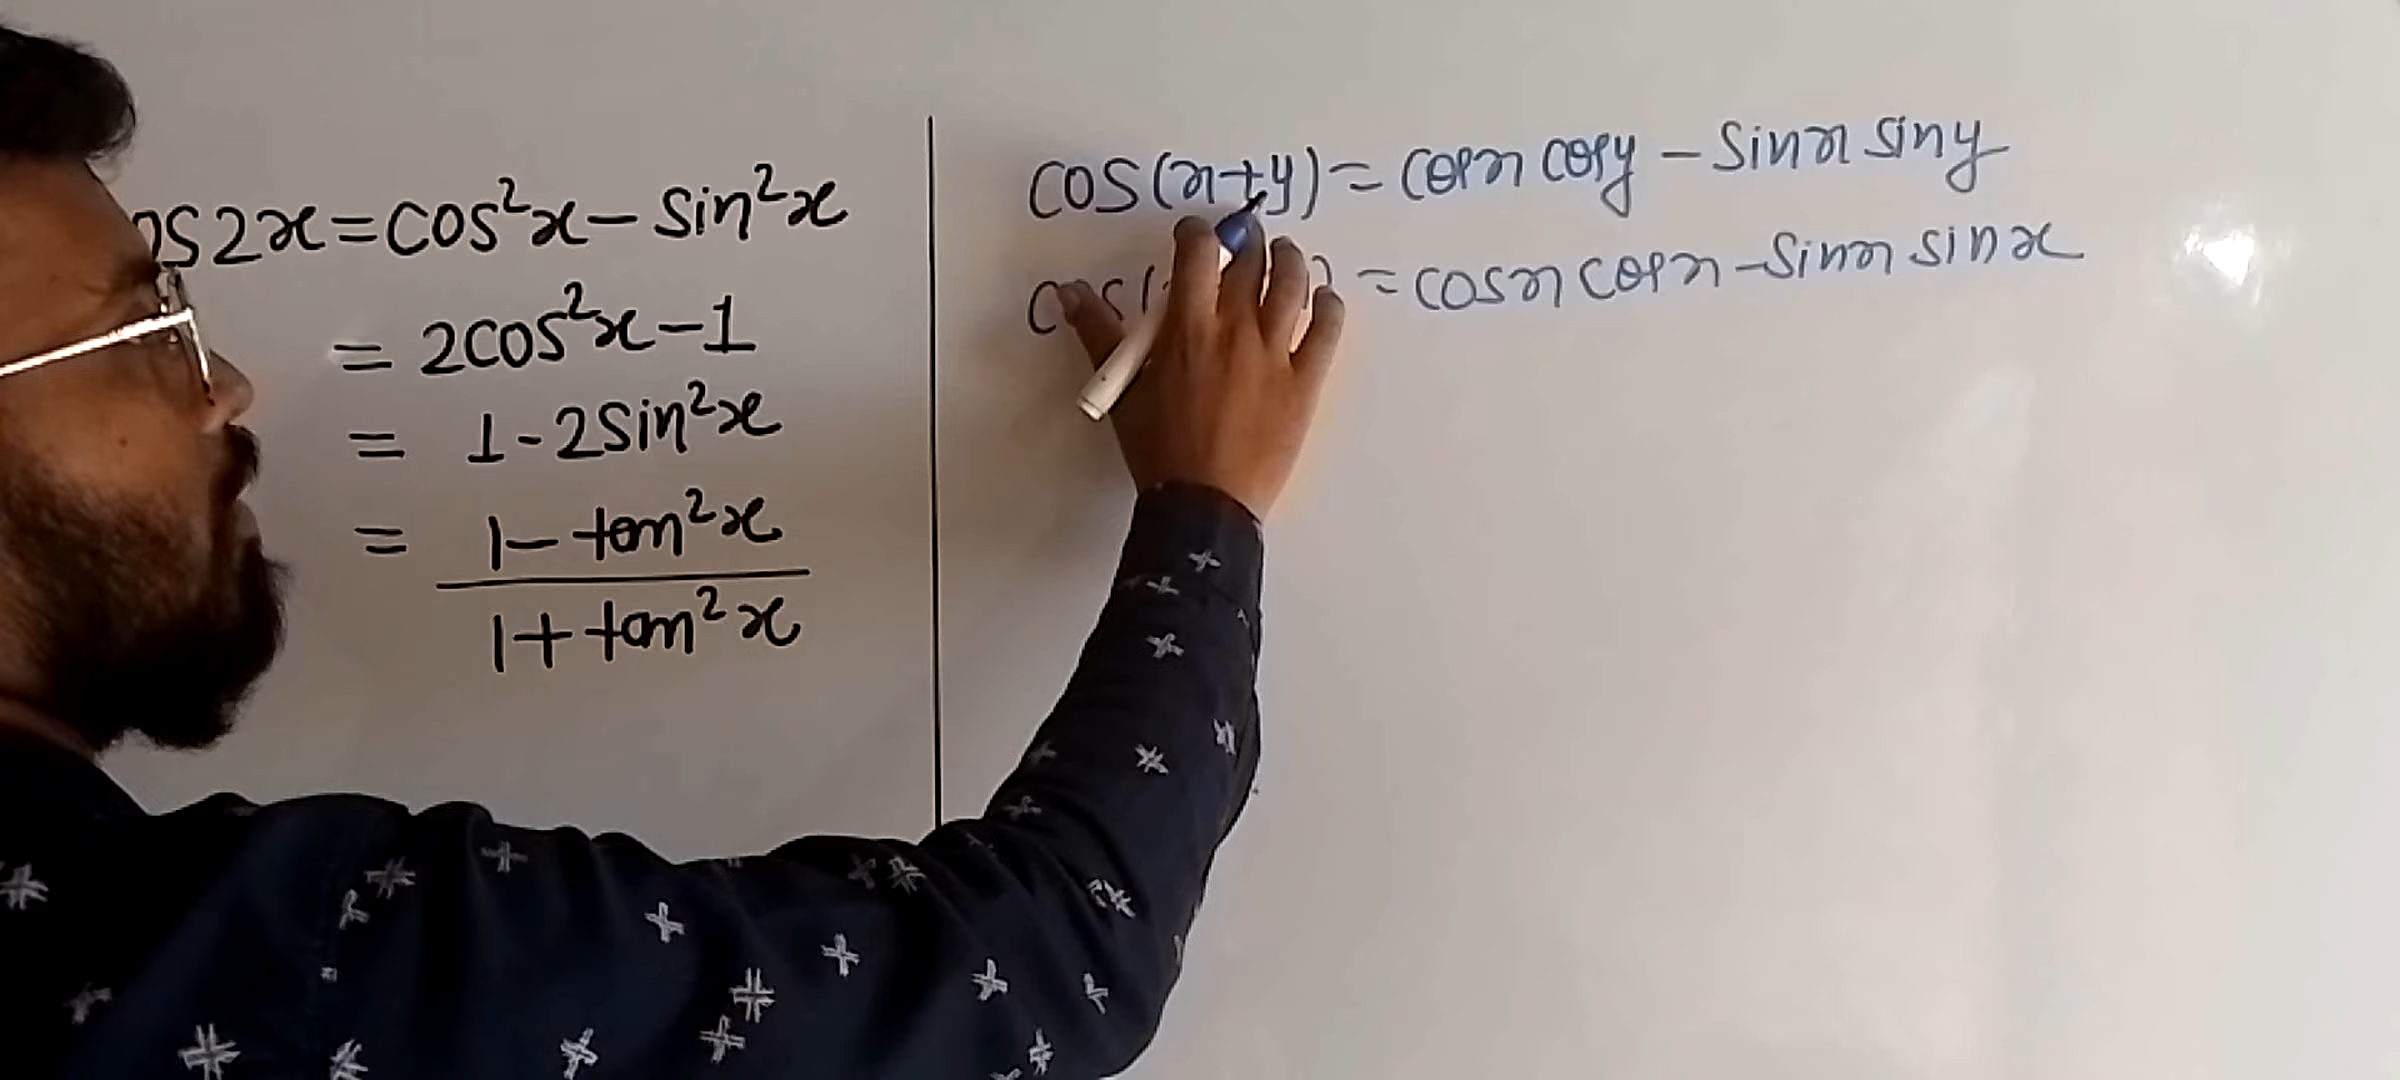 os2x=cos²x-sin²x
= 2cos²x-1
= 1-2sin²x
= 1-tan²x
1+tan²x
cos(x+y)=cosx cosy - sinx siny
cos( ) = cosx cosx - sinx sinx